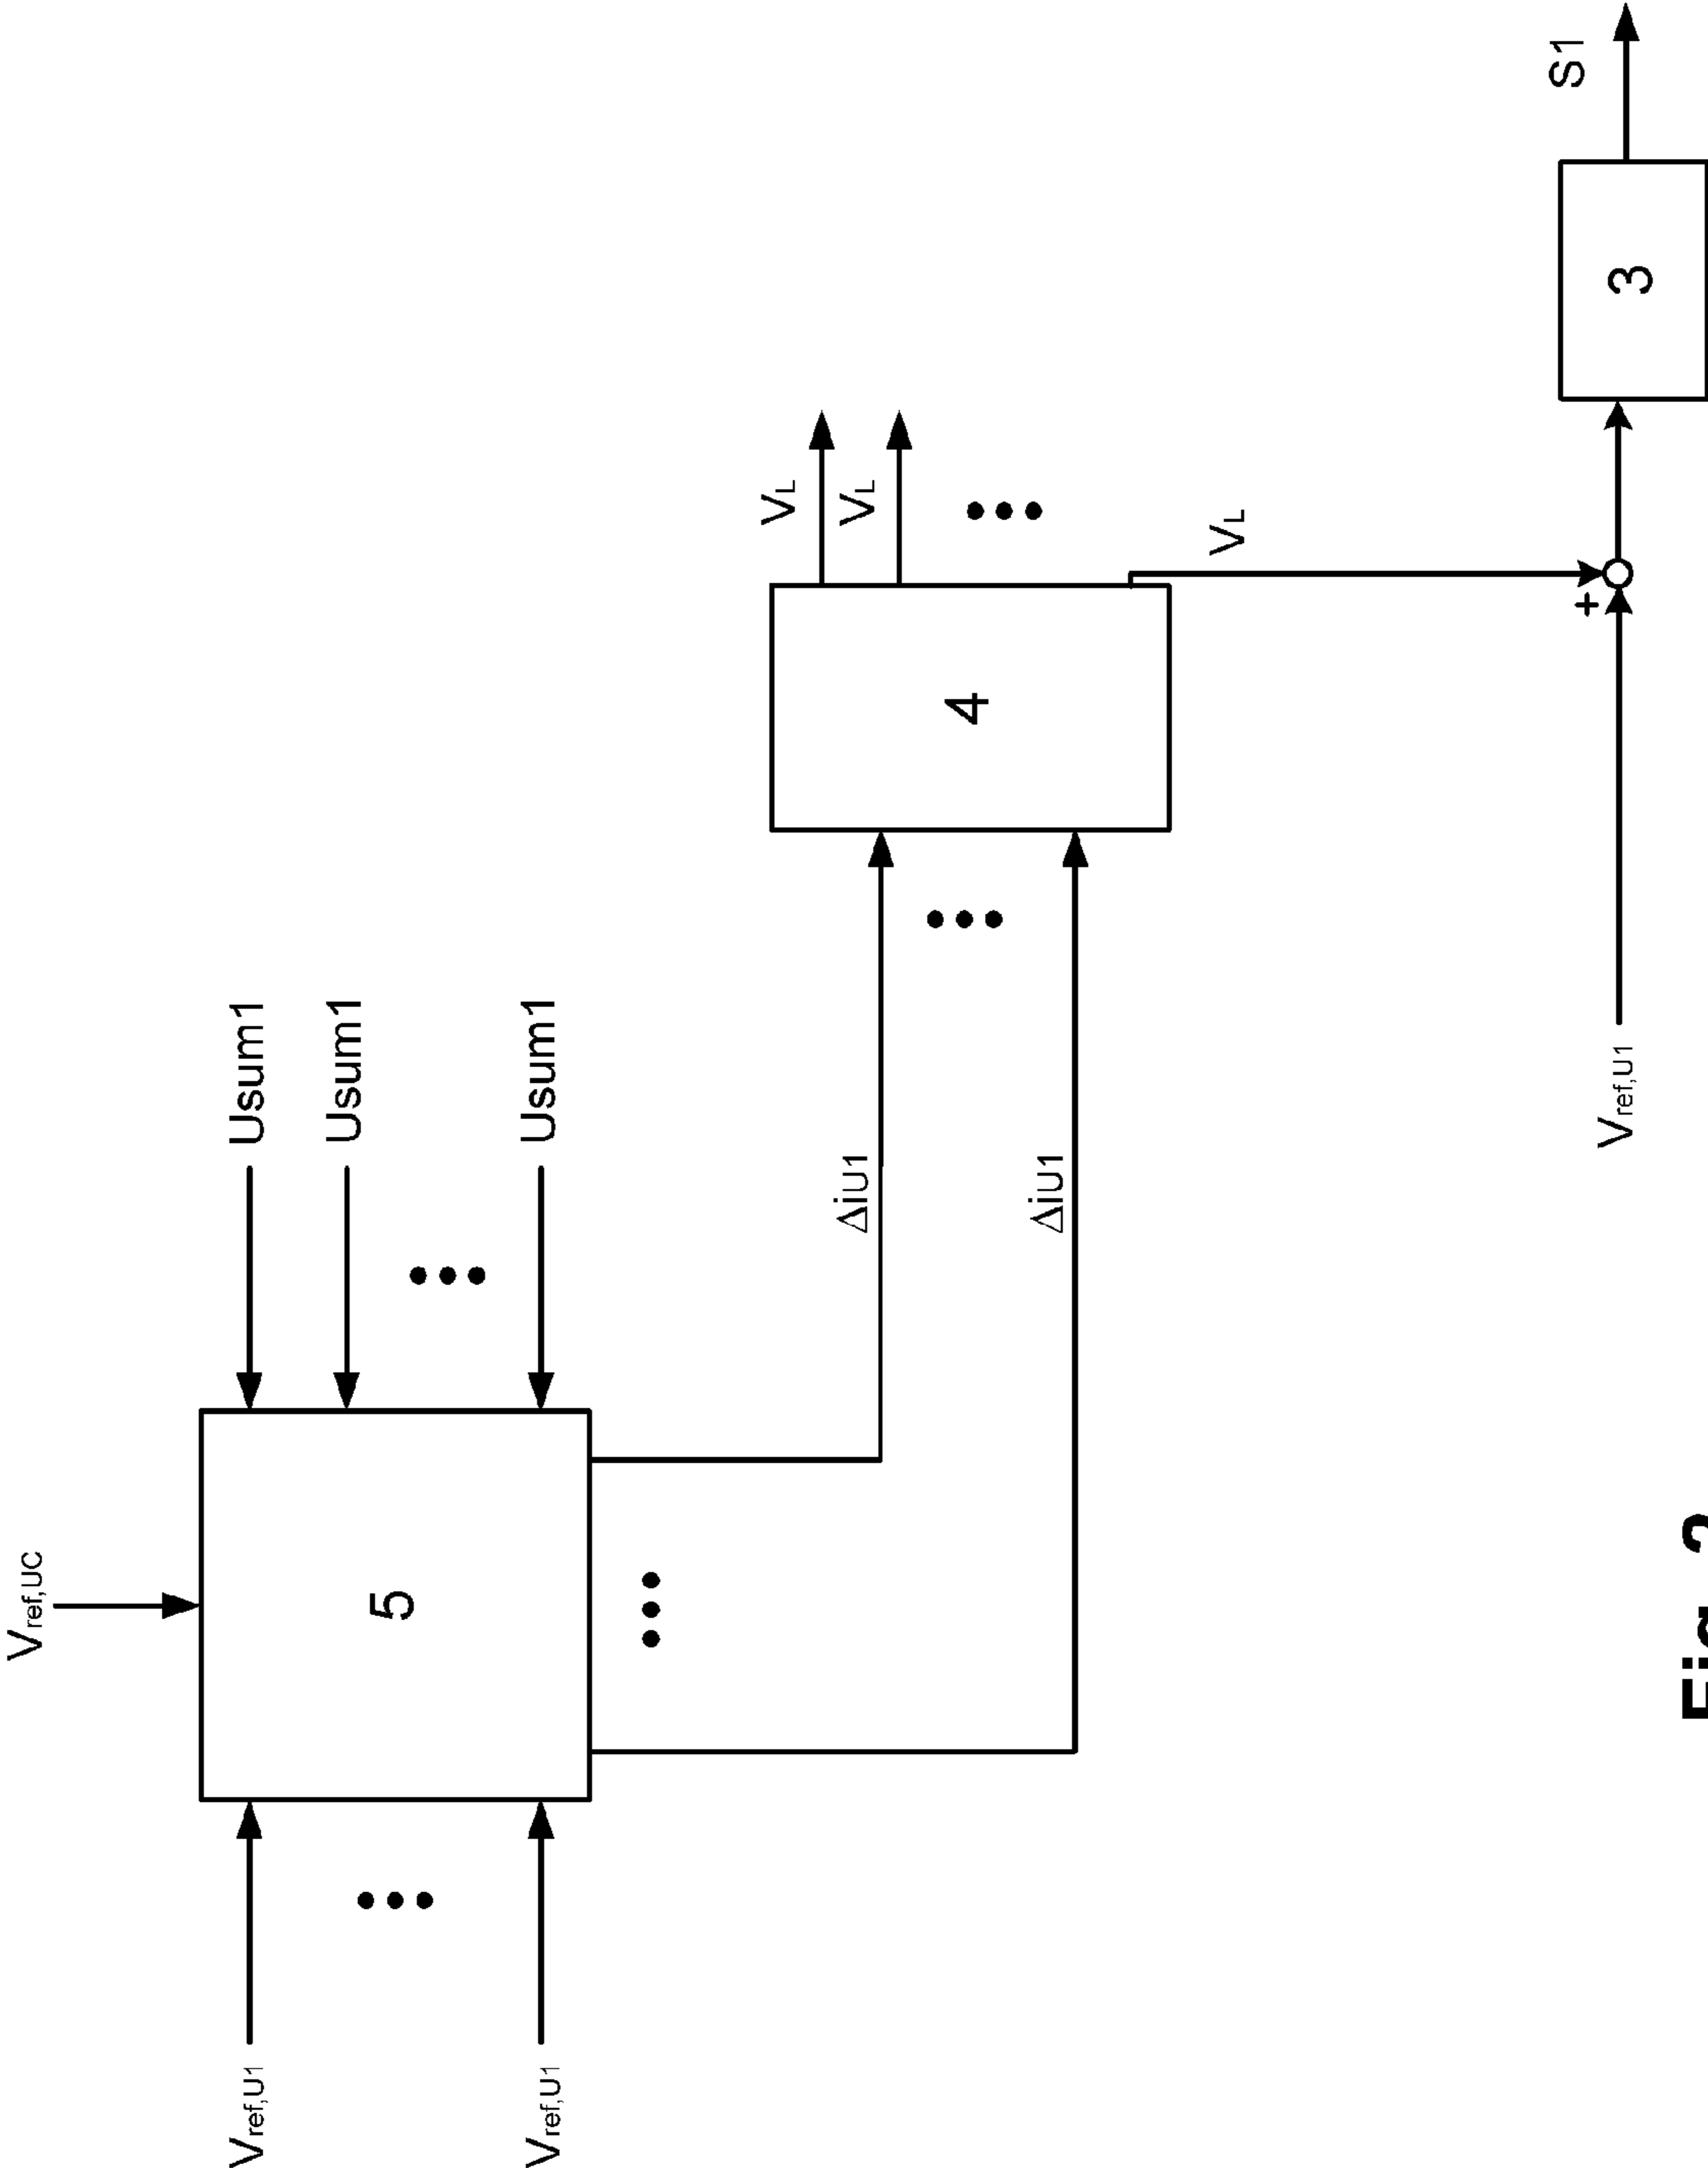 Vref,UC
Vref,U1
Usum1
Usum1
5
Vref,U1
Usum1
VL
ΔiU1
VL
4
ΔiU1
VL
S1
+
Vref,U1
3
Fig.